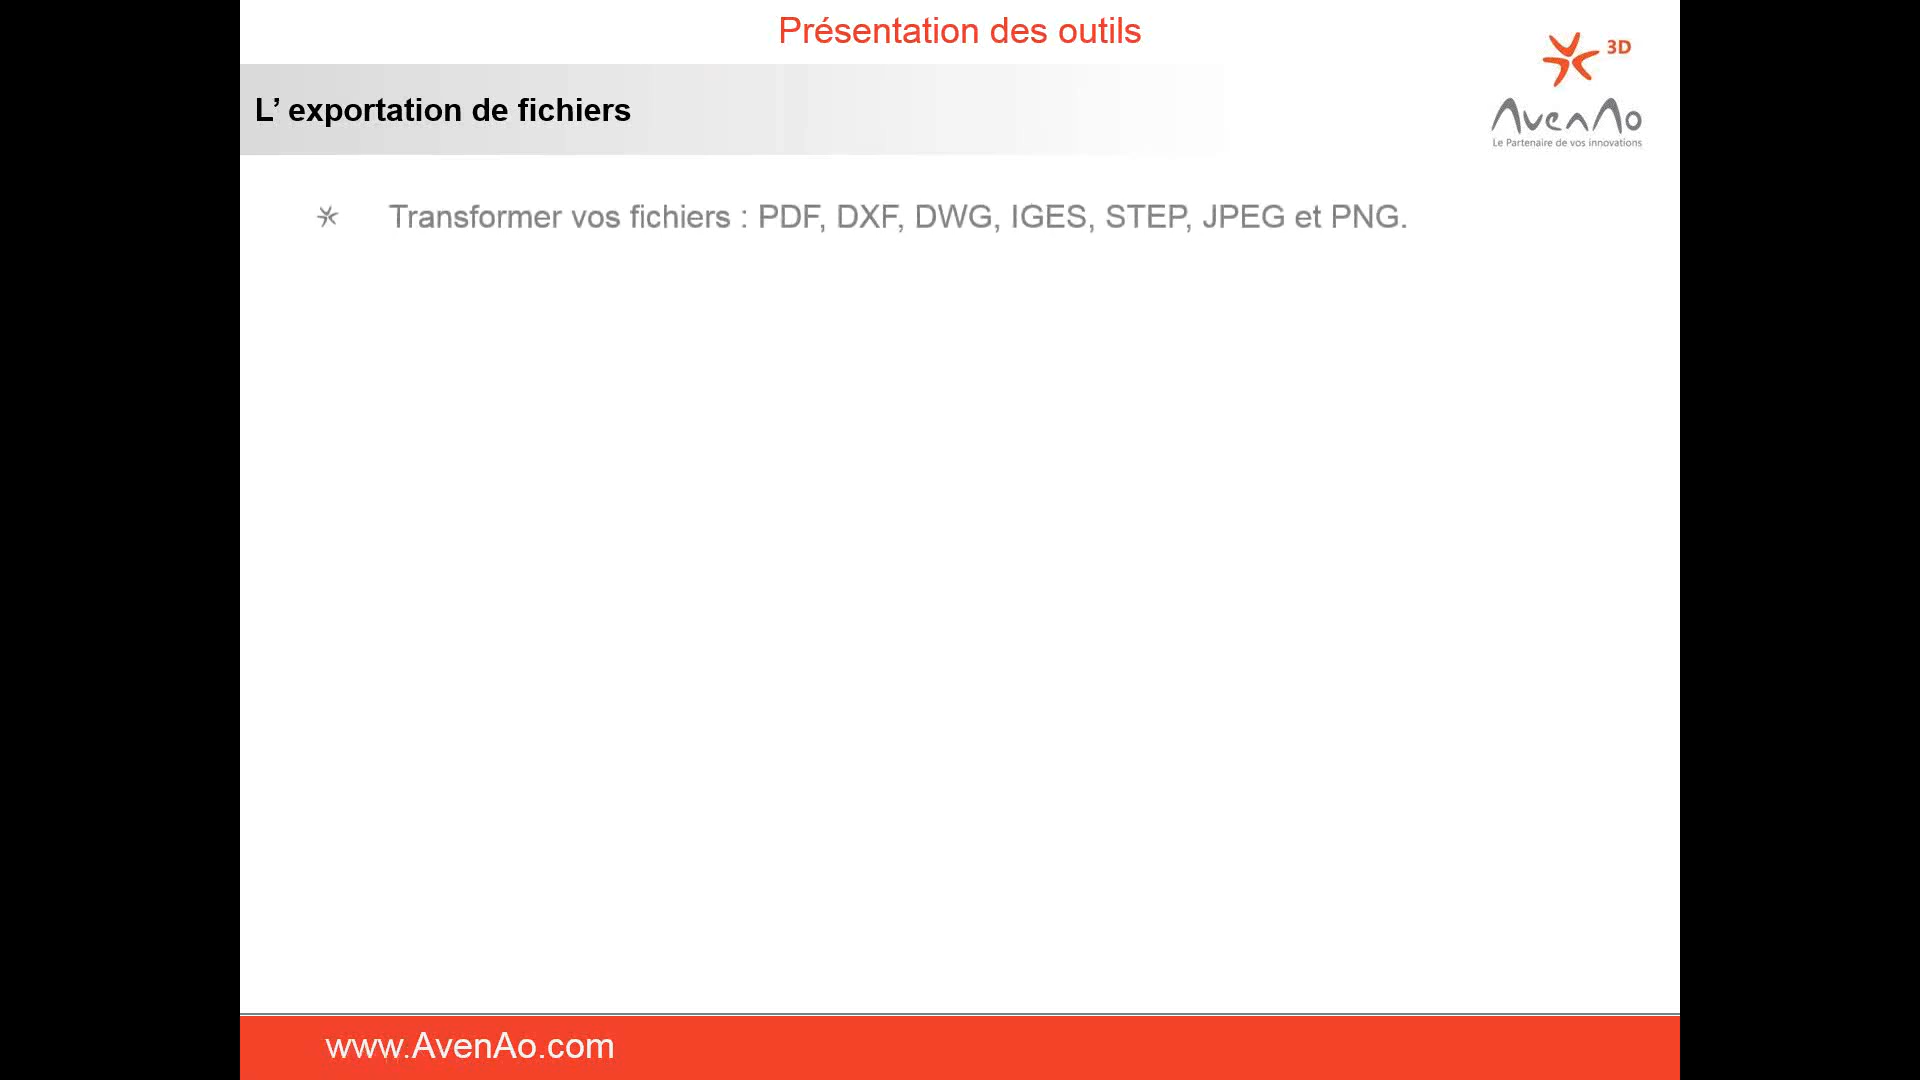 Présentation des outils
3D
L’ exportation de fichiers
AvenAo
Le Partenaire de vos innovations
Transformer vos fichiers : PDF, DXF, DWG, IGES, STEP, JPEG et PNG.
www.AvenAo.com